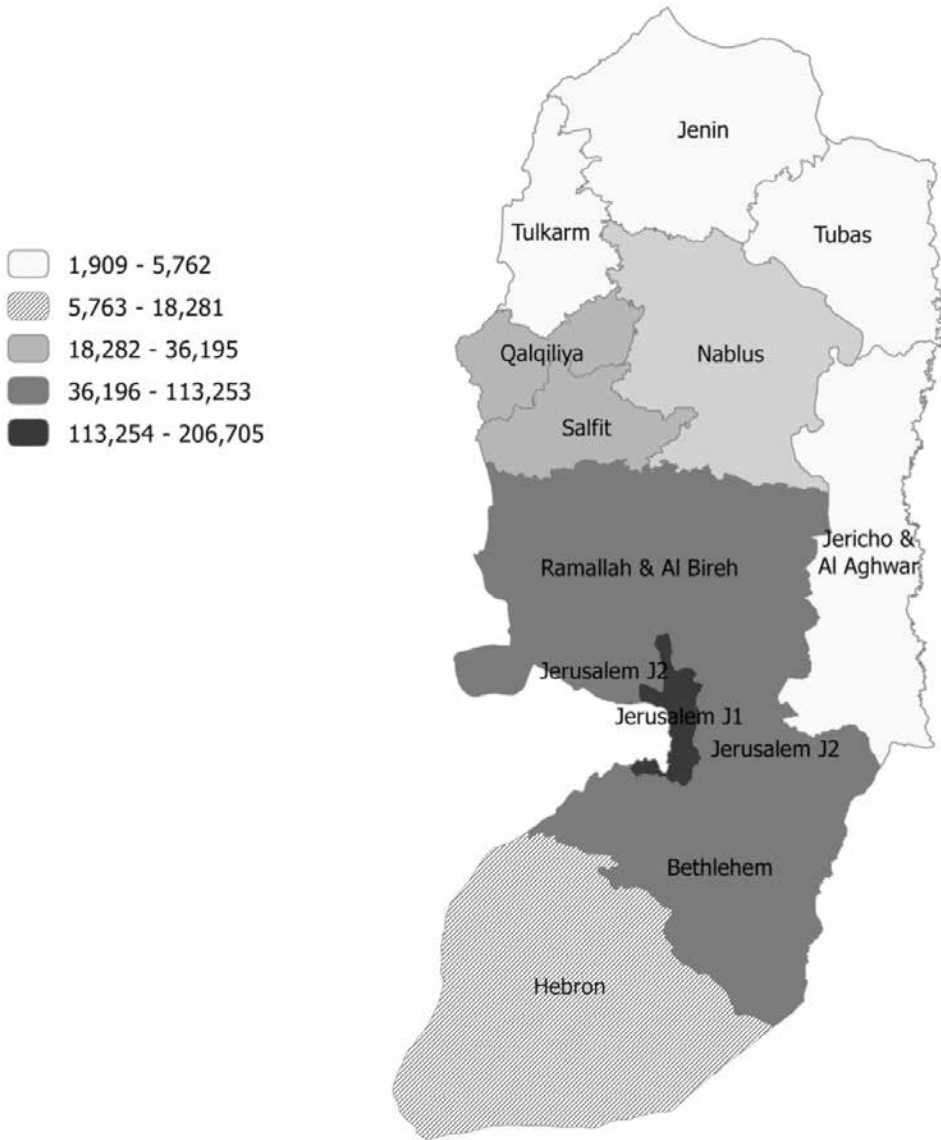 Jenin
Tulkarm
Tubas
1,909 - 5,762
5,763 - 18,281
18,282 - 36,195
36,196 - 113,253
113,254 - 206,705
Qalqiliya
Nablus
Salfit
Jericho &
Al Aghwar
Ramallah & Al Bireh
Jerusalem J2
Jerusalem J1
Jerusalem J2
Bethlehem
Hebron